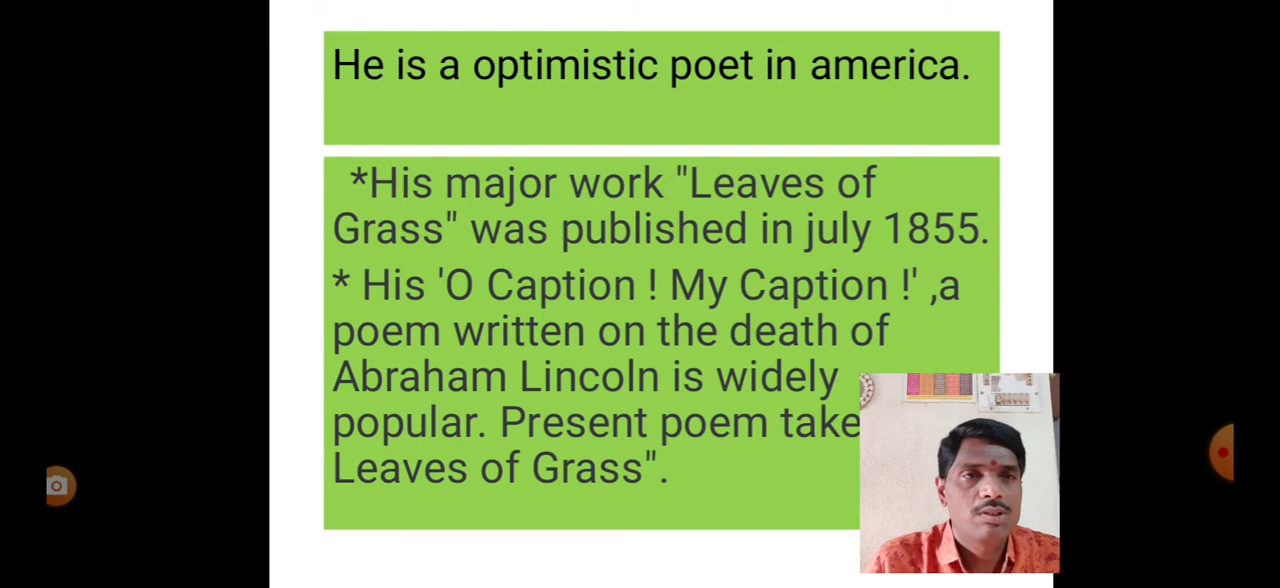 He is a optimistic poet in america.
*His major work "Leaves of
Grass" was published in july 1855.
* His 'O Caption ! My Caption !' ,a
poem written on the death of
Abraham Lincoln is widely
popular. Present poem take
Leaves of Grass".